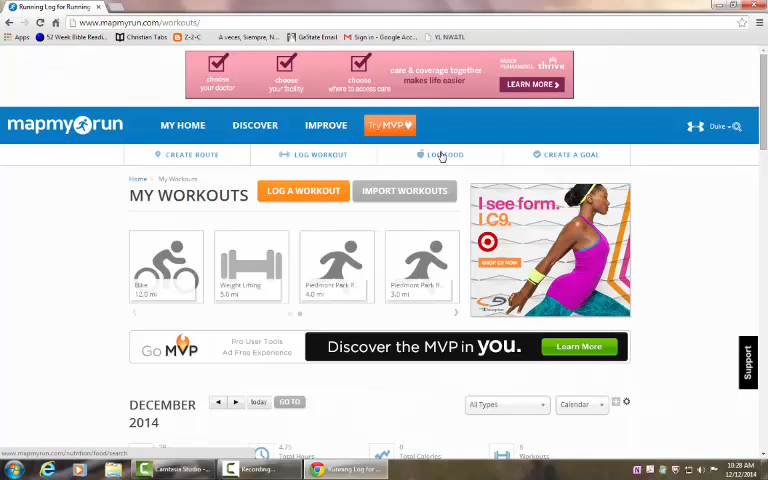 Running Log for Running
www.mapmyrun.com/workouts/
Apps
52 Week Bible Readi...
Christian Tabs
Z-2-C
A veces, Siempre, N...
GaState Email
Sign in - Google Acc...
YL NWATL
choose
your doctor
choose
your facility
choose
where to access care
care & coverage together
makes life easier
thrive
LEARN MORE
mapmyrun
MY HOME
DISCOVER
IMPROVE
Try MVP
Duke
CREATE ROUTE
LOG WORKOUT
LOG FOOD
CREATE A GOAL
Home
My Workouts
MY WORKOUTS
LOG A WORKOUT
IMPORT WORKOUTS
Bike
12.0 mi
Weight Lifting
5.0 mi
Piedmont Park R...
4.0 mi
Piedmont Park R...
3.0 mi
I see form.
I C9.
SHOP C9 NOW
Go MVP
Pro User Tools
Ad Free Experience
Discover the MVP in you.
Learn More
Support
DECEMBER
2014
today
GO TO
All Types
Calendar
28
4.75
Total Hours
0
Total Calories
6
Workouts
www.mapmyrun.com/nutrition/food/search
Camtasia Studio -...
Recording...
Running Log for ...
10:28 AM
12/12/2014